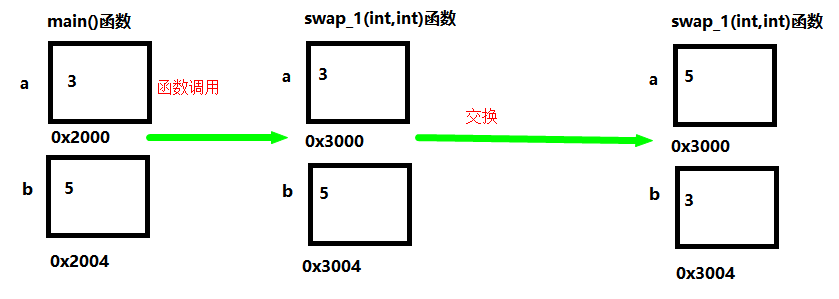 main()函数
a
3
0x2000
b
5
0x2004
函数调用
swap_1(int,int)函数
a
3
0x3000
b
5
0x3004
交换
swap_1(int,int)函数
a
5
0x3000
b
3
0x3004